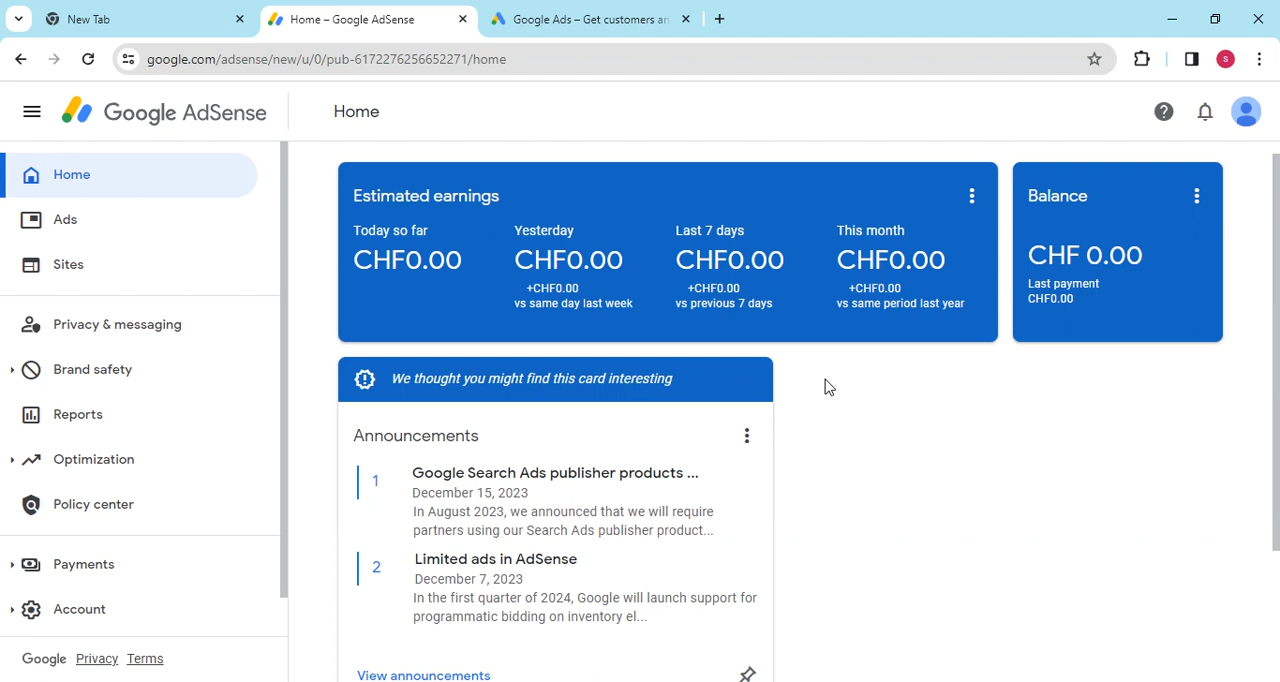 New Tab
Home – Google AdSense
Google Ads – Get customers an
google.com/adsense/new/u/0/pub-6172276256652271/home
s
Google AdSense
Home
Home
Ads
Sites
Privacy & messaging
Brand safety
Reports
Optimization
Policy center
Payments
Account
Google Privacy Terms
Estimated earnings
Today so far
CHF0.00
Yesterday
CHF0.00
+CHF0.00
vs same day last week
Last 7 days
CHF0.00
+CHF0.00
vs previous 7 days
This month
CHF0.00
+CHF0.00
vs same period last year
Balance
CHF 0.00
Last payment
CHF0.00
We thought you might find this card interesting
Announcements
1
Google Search Ads publisher products ...
December 15, 2023
In August 2023, we announced that we will require
partners using our Search Ads publisher product...
2
Limited ads in AdSense
December 7, 2023
In the first quarter of 2024, Google will launch support for
programmatic bidding on inventory el...
View announcements